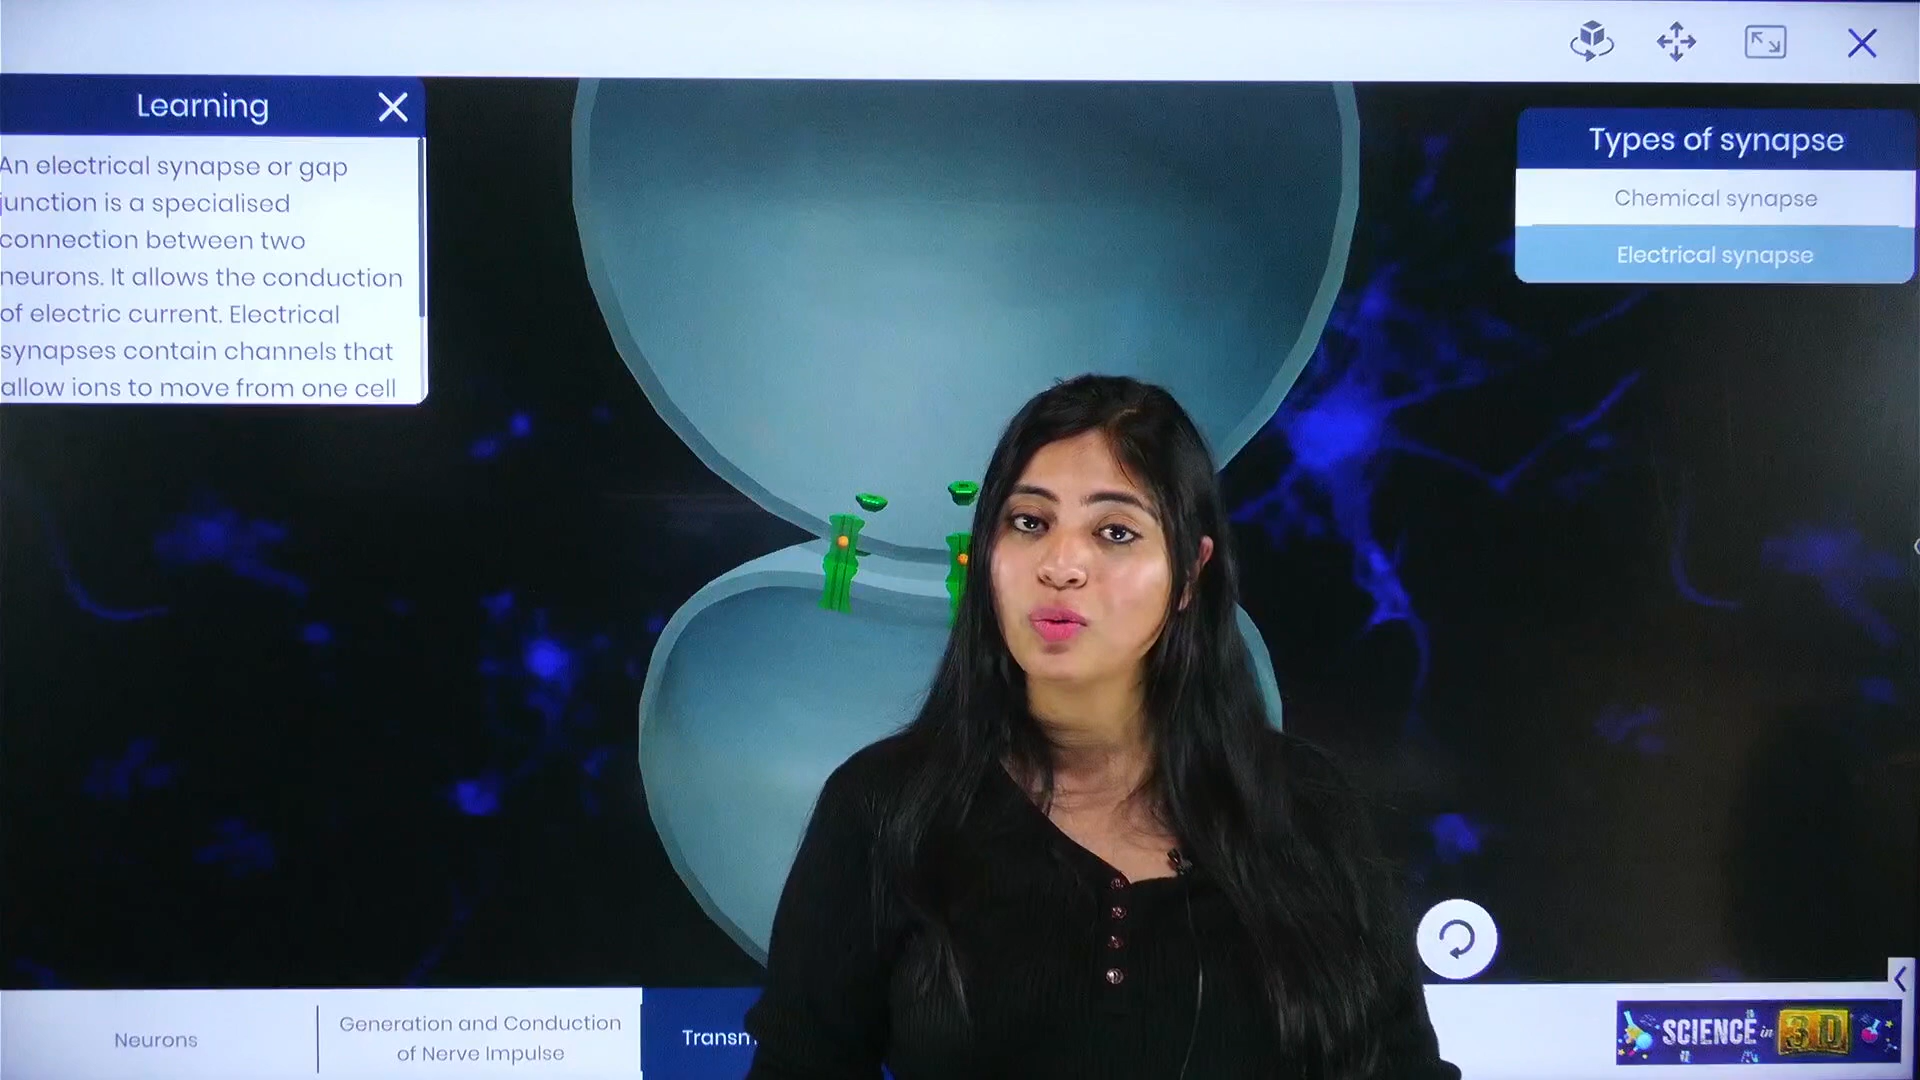 Learning
An electrical synapse or gap
junction is a specialised
connection between two
neurons. It allows the conduction
of electric current. Electrical
synapses contain channels that
allow ions to move from one cell
Types of synapse
Chemical synapse
Electrical synapse
Neurons
Generation and Conduction
of Nerve Impulse
SCIENCE in 3D